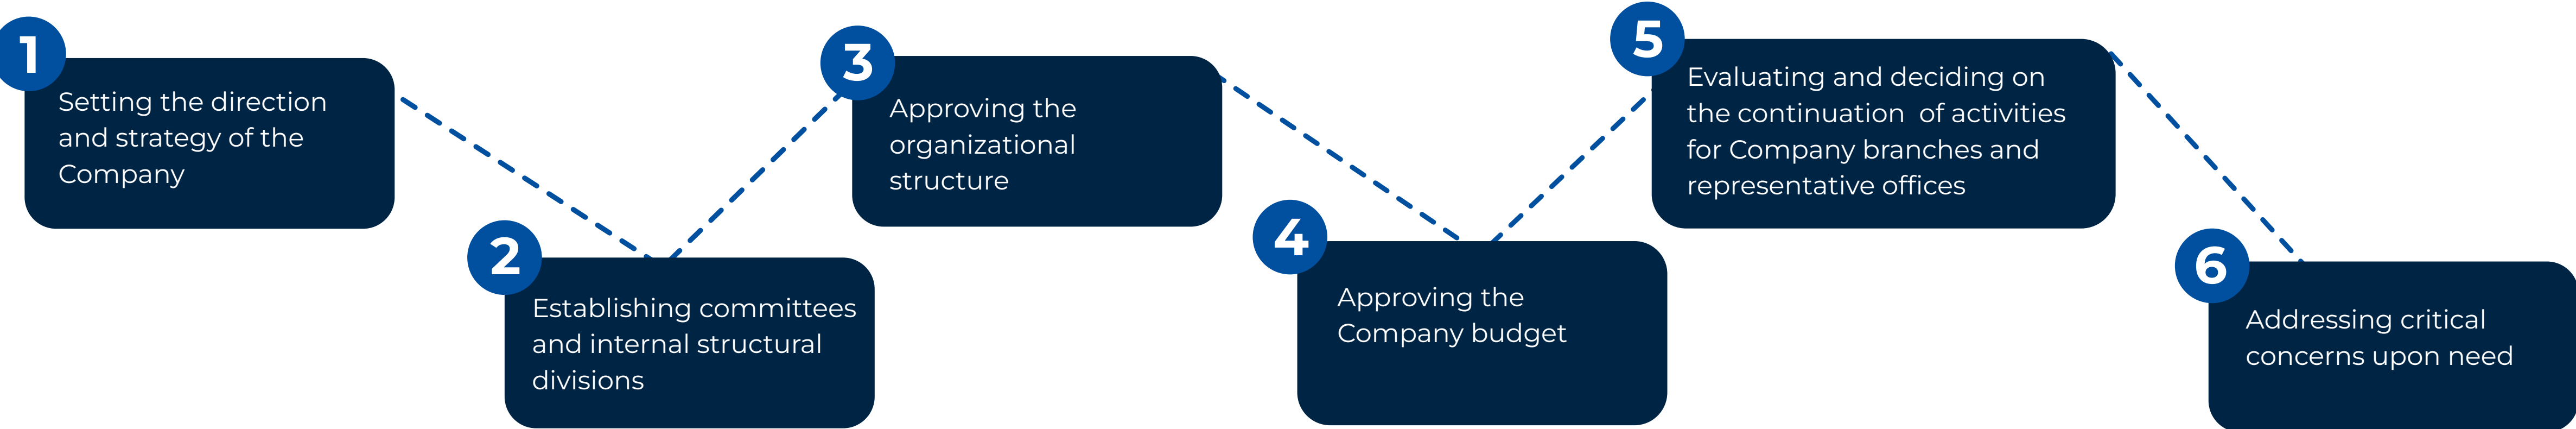 1
Setting the direction
and strategy of the
Company
2
Establishing committees
and internal structural
divisions
3
Approving the
organizational
structure
4
Approving the
Company budget
5
Evaluating and deciding on
the continuation  of activities
for Company branches and
representative offices
6
Addressing critical
concerns upon need